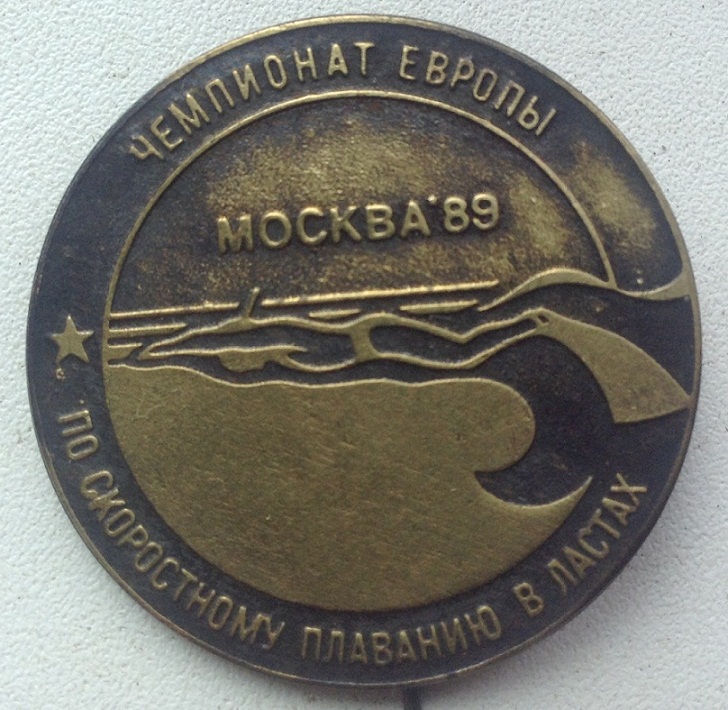 ЧЕМПИОНАТ ЕВРОПЫ
МОСКВА'89
ПО СКОРОСТНОМУ ПЛАВАНИЮ В ЛАСТАХ